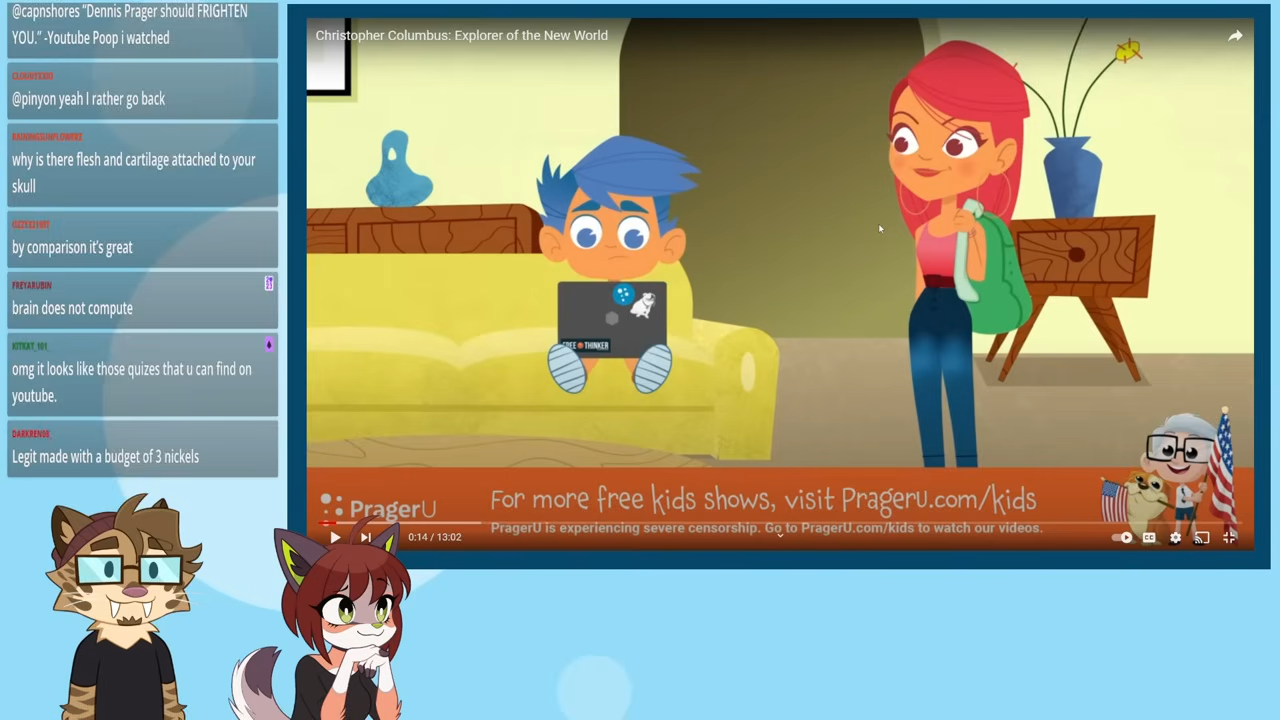 @capnshores “Dennis Prager should FRIGHTEN
YOU.” -Youtube Poop i watched
@pinyon yeah I rather go back
why is there flesh and cartilage attached to your
skull
by comparison it's great
FREYARUBIN
brain does not compute
KITKAT_101_
omg it looks like those quizes that u can find on
youtube.
DARKRENGE_
Legit made with a budget of 3 nickels
Christopher Columbus: Explorer of the New World
THINKER
PragerU
For more free kids shows, visit Prageru.com/kids
PragerU is experiencing severe censorship. Go to PragerU.com/kids to watch our videos.
0:14 / 13:02
CC